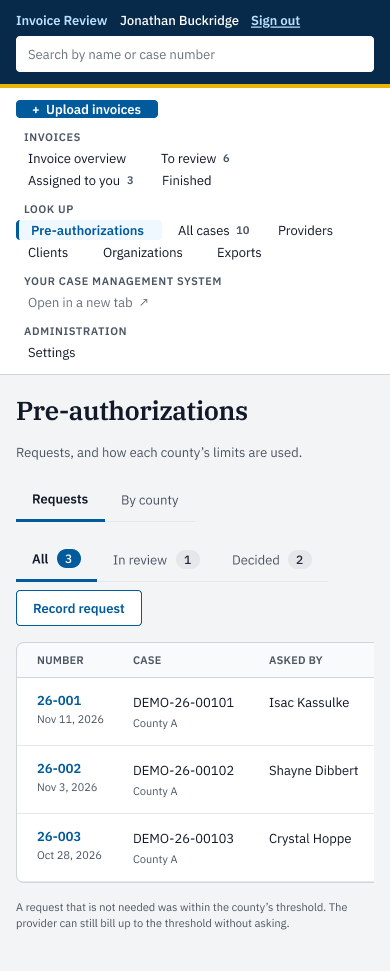 Invoice Review Jonathan Buckridge Sign out
Search by name or case number
+ Upload invoices
INVOICES
Invoice overview To review 6
Assigned to you 3 Finished
LOOK UP
Pre-authorizations All cases 10 Providers
Clients Organizations Exports
YOUR CASE MANAGEMENT SYSTEM
Open in a new tab ↗
ADMINISTRATION
Settings
Pre-authorizations
Requests, and how each county’s limits are used.
Requests By county
All 3 In review 1 Decided 2
Record request
NUMBER CASE ASKED BY
26-001 DEMO-26-00101 Isac Kassulke
Nov 11, 2026 County A
26-002 DEMO-26-00102 Shayne Dibbert
Nov 3, 2026 County A
26-003 DEMO-26-00103 Crystal Hoppe
Oct 28, 2026 County A
A request that is not needed was within the county’s threshold. The
provider can still bill up to the threshold without asking.